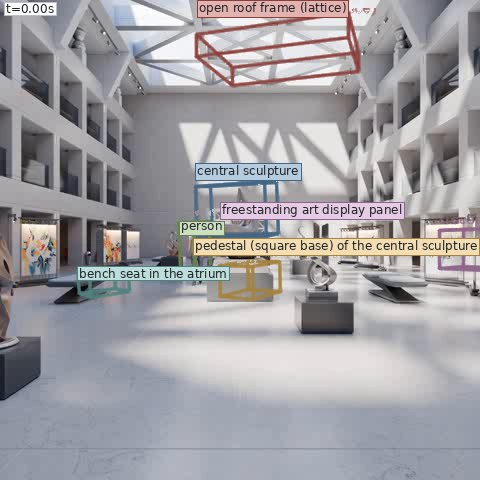 t=0.00s
open roof frame (lattice)
central sculpture
freestanding art display panel
person
pedestal (square base) of the central sculpture
bench seat in the atrium